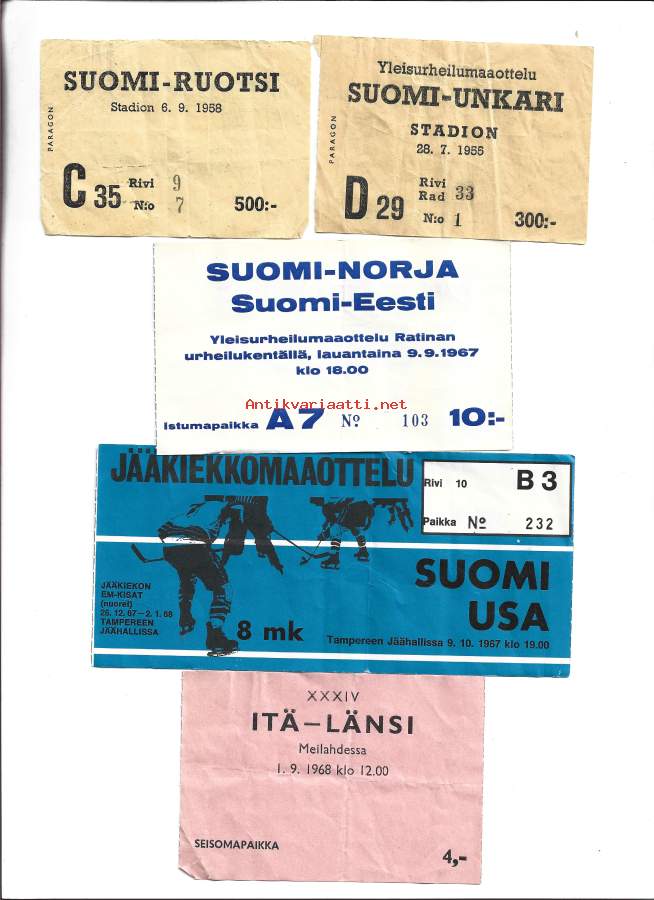 PARAGON
SUOMI-RUOTSI
Stadion 6. 9. 1958
C 35 Rivi 9
N:o 7 500:-
PARAGON
Yleisurheilumaaottelu
SUOMI-UNKARI
STADION
28. 7. 1955
D 29 Rivi
Rad 33
N:o 1 300:-
SUOMI-NORJA
Suomi-Eesti
Yleisurheilumaaottelu Ratinan
urheilukentällä, lauantaina 9.9.1967
klo 18.00
Antikvariaatti.net
Istumapaikka A 7 No 103 10:-
JÄÄKIEKKOMAAOTTELU
Rivi 10 B 3
Paikka No 232
SUOMI
USA
JÄÄKIEKON
EM-KISAT
(nuoret)
26.12.67–2.1.68
TAMPEREEN
JÄÄHALLISSA
8 mk
Tampereen Jäähallissa 9. 10. 1967 klo 19.00
XXXIV
ITÄ–LÄNSI
Meilahdessa
1. 9. 1968 klo 12.00
SEISOMAPAIKKA
4,-